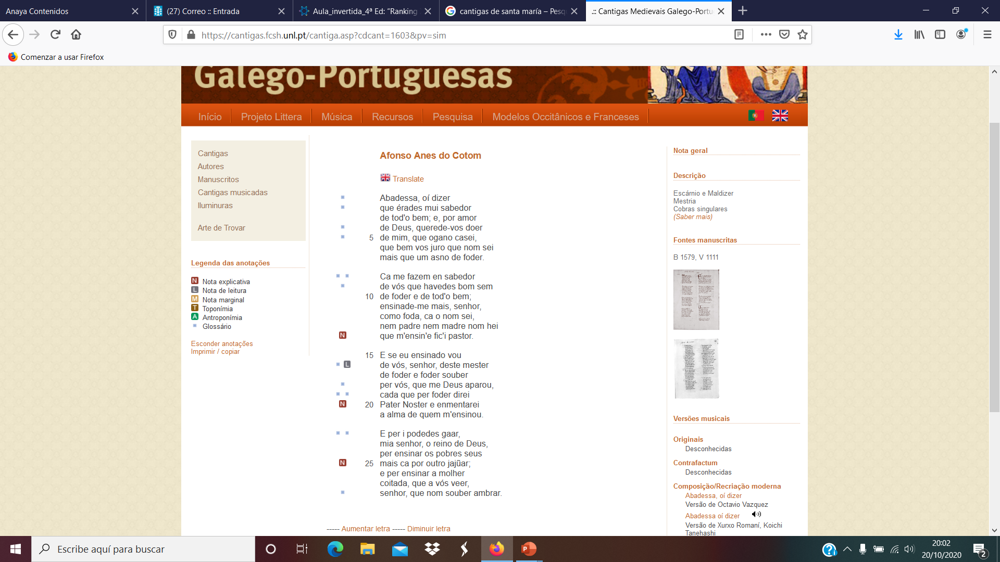 Anaya Contenidos
(27) Correo :: Entrada
Aula_invertida_4ª Ed: “Ranking
cantigas de santa maría – Pesq
.:: Cantigas Medievais Galego-Portu
https://cantigas.fcsh.unl.pt/cantiga.asp?cdcant=1603&pv=sim
Comenzar a usar Firefox
Galego-Portuguesas
Início
Projeto Littera
Música
Recursos
Pesquisa
Modelos Occitânicos e Franceses
Cantigas
Autores
Manuscritos
Cantigas musicadas
Iluminuras
Arte de Trovar
Legenda das anotações
N Nota explicativa
L Nota de leitura
M Nota marginal
T Toponímia
A Antroponímia
Glossário
Esconder anotações
Imprimir / copiar
Afonso Anes do Cotom
Translate
Abadessa, oí dizer
que érades mui sabedor
de tod'o bem; e, por amor
de Deus, querede-vos doer
5 de mim, que ogano casei,
que bem vos juro que nom sei
mais que um asno de foder.
Ca me fazem en sabedor
de vós que havedes bom sem
10 de foder e de tod'o bem;
ensinade-me mais, senhor,
como foda, ca o nom sei,
nem padre nem madre nom hei
N que m'ensin'e fic'i pastor.
15 E se eu ensinado vou
L de vós, senhor, deste mester
de foder e foder souber
per vós, que me Deus aparou,
cada que per foder direi
N 20 Pater Noster e enmentarei
a alma de quem m'ensinou.
E per i podedes gaar,
mia senhor, o reino de Deus,
per ensinar os pobres seus
N 25 mais ca por outro jajũar;
e per ensinar a molher
coitada, que a vós veer,
senhor, que nom souber ambrar.
----- Aumentar letra ----- Diminuir letra
Nota geral
Descrição
Escárnio e Maldizer
Mestria
Cobras singulares
(Saber mais)
Fontes manuscritas
B 1579, V 1111
Versões musicais
Originais
Desconhecidas
Contrafactum
Desconhecidas
Composição/Recriação moderna
Abadessa, oí dizer
Versão de Octavio Vazquez
Abadessa oí dizer
Versão de Xurxo Romaní, Koichi
Tanehashi
Escribe aquí para buscar
20:02
20/10/2020
2